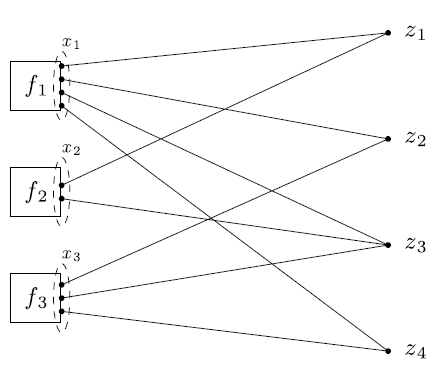 x₁
z₁
f₁
x₂
z₂
f₂
x₃
z₃
f₃
z₄